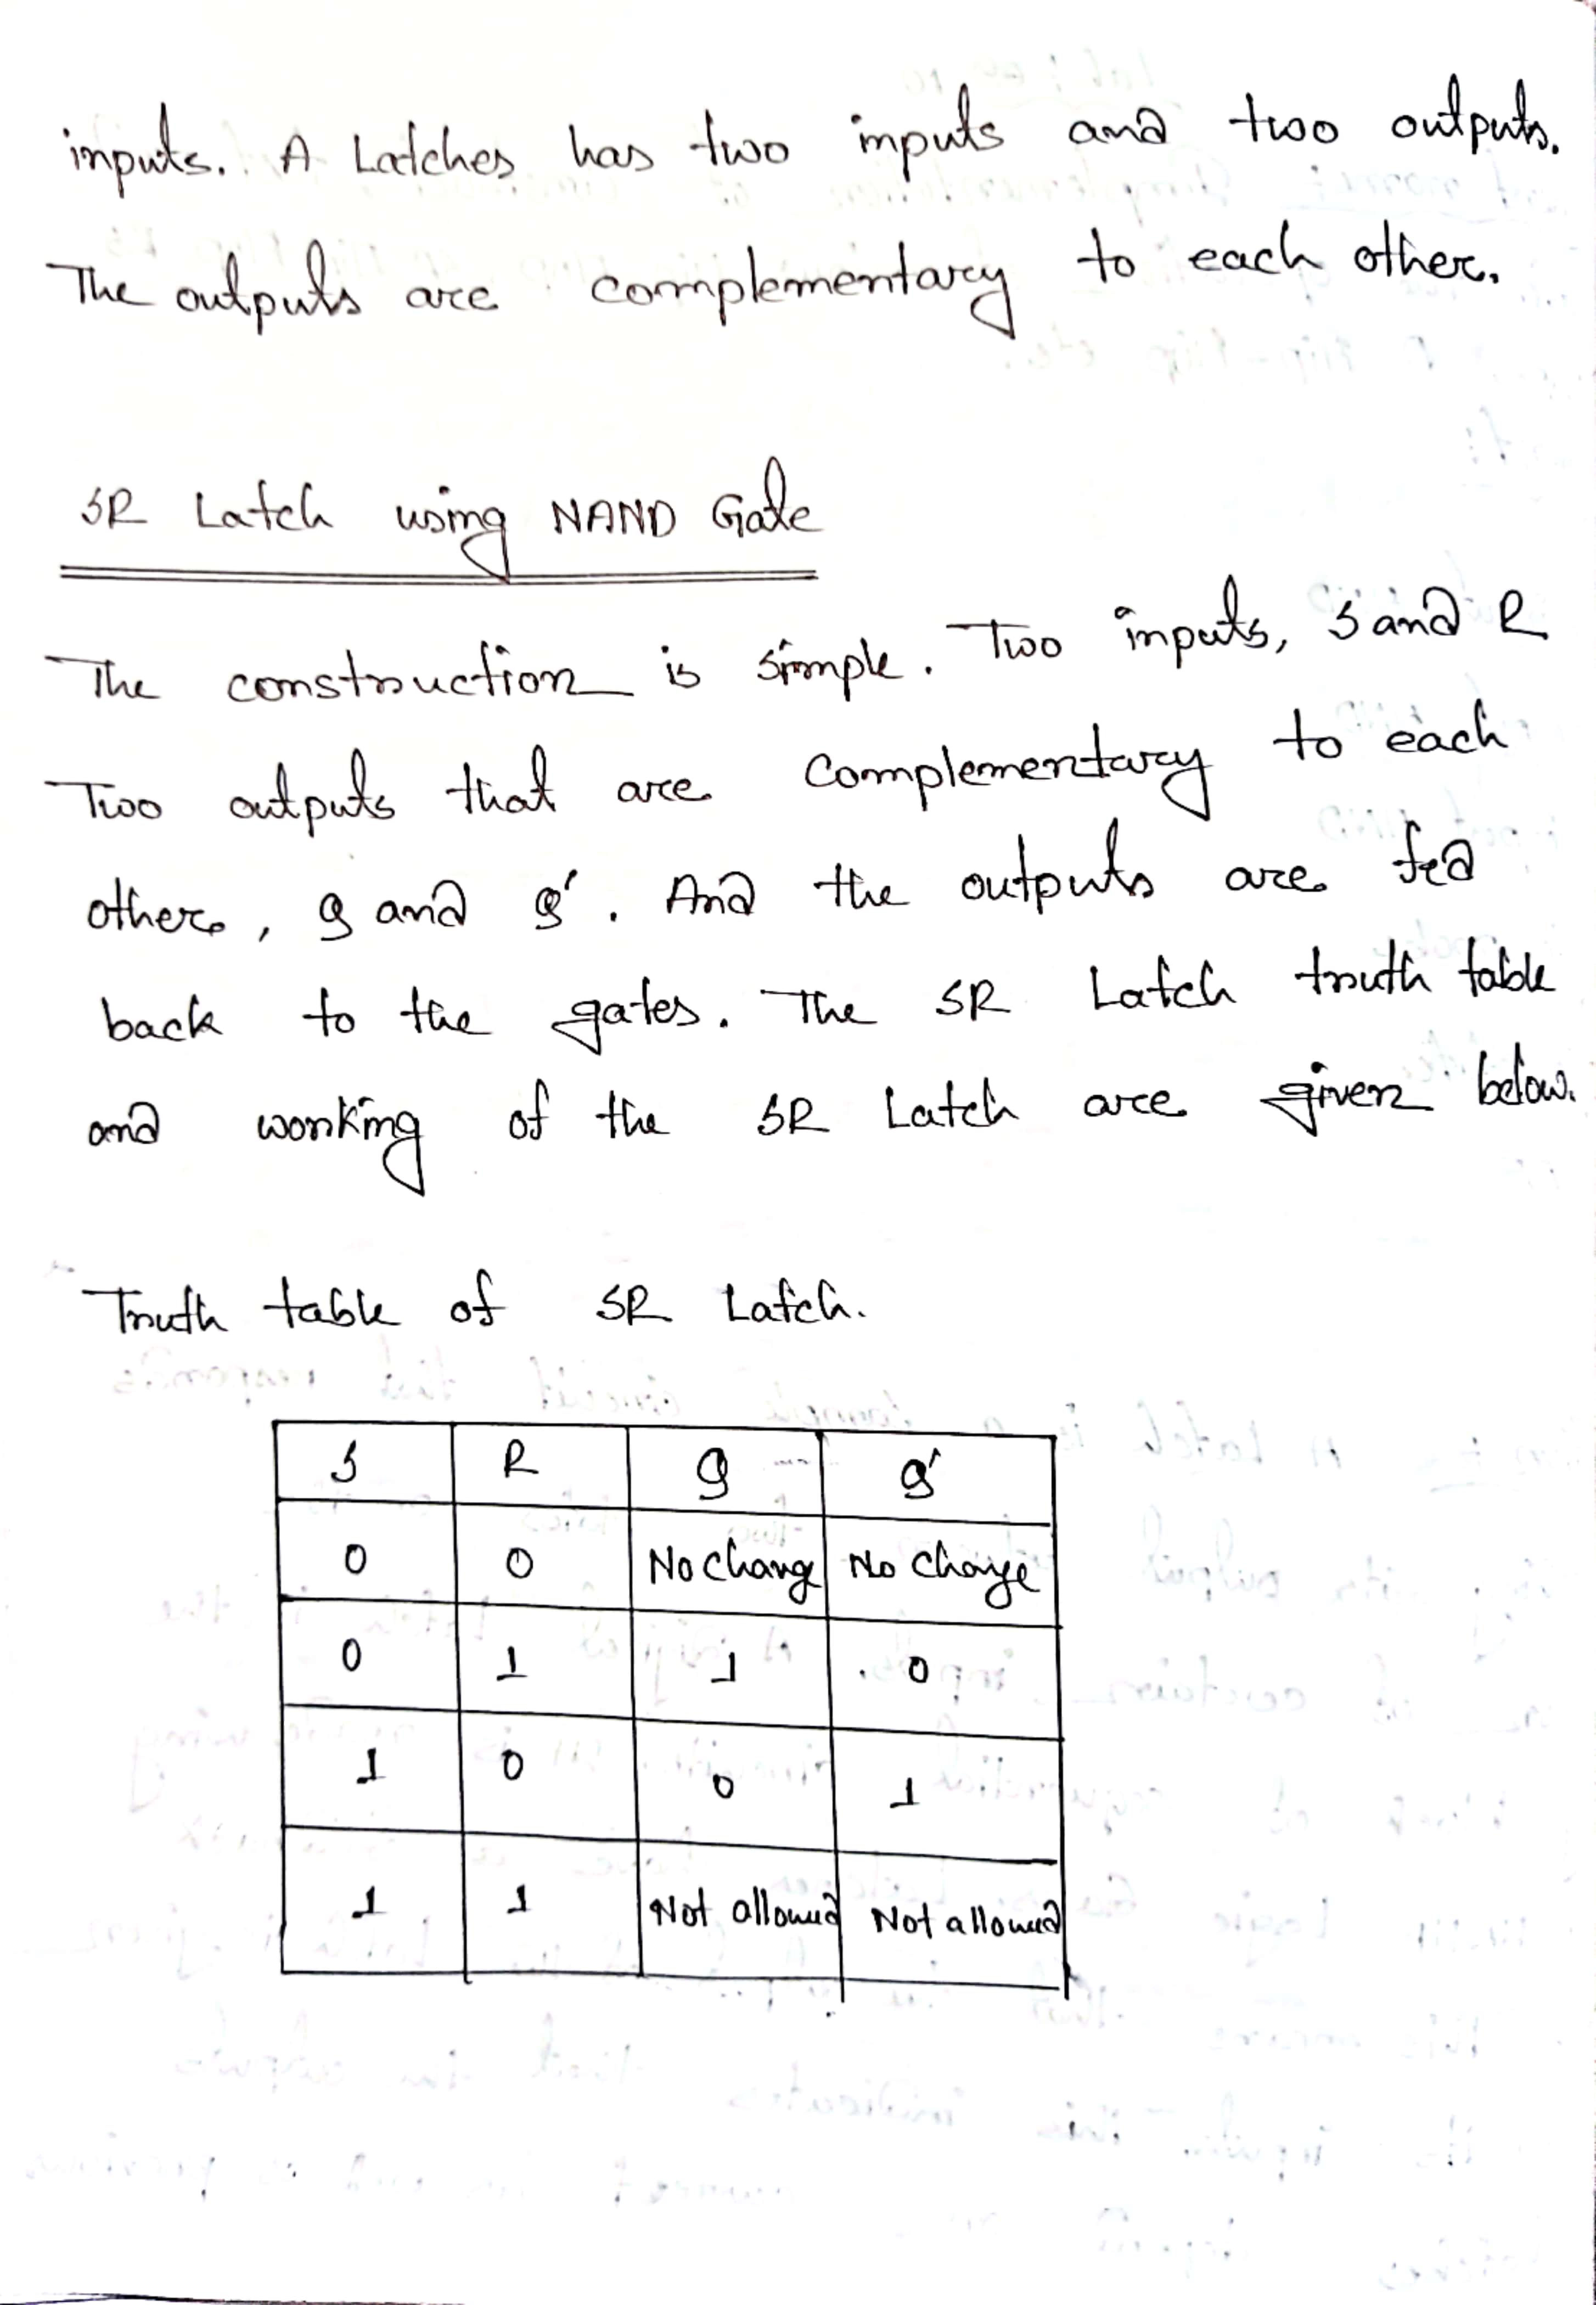 inputs. A Latches has two inputs and two outputs.
The outputs are complementary to each other.
SR Latch using NAND Gate
The construction is simple. Two inputs, S and R
Two outputs that are complementary to each
others, Q and Q'. And the outputs are fed
back to the gates. The SR Latch truth table
and working of the SR Latch are given below.
Truth table of SR Latch.
S R Q Q'
0 0 No Chang No Change
0 1 1 0
1 0 0 1
1 1 Not allowed Not allowed